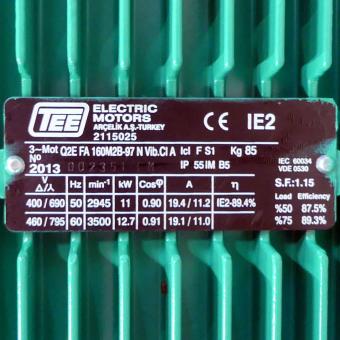 TEE
ELECTRIC
MOTORS
ARÇELİK A.Ş.-TURKEY
2115025
CE IE2
3~Mot Q2E FA 160M2B-97 N Vib.Cl A Icl F S1 Kg 85
No
2013 002351 IP 55 IM B5
IEC 60034
VDE 0530
V Hz min⁻¹ kW Cosφ A η
Δ/⅄
S.F.:1.15
400 / 690 50 2945 11 0.90 19.4 / 11.2 IE2-89.4%
Load Efficiency
%50 87.5%
460 / 795 60 3500 12.7 0.91 19.1 / 11.0
%75 89.3%